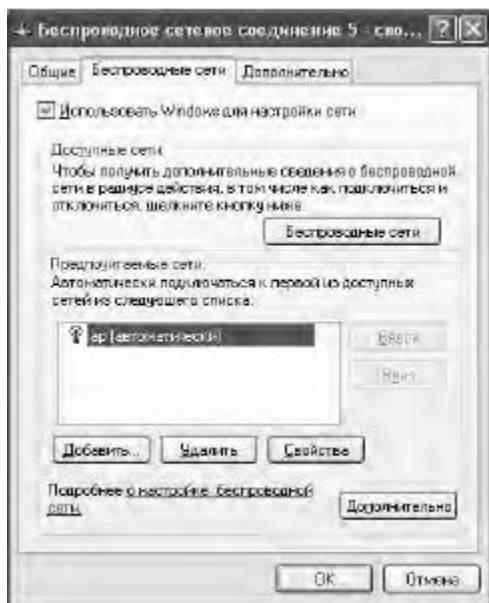 Беспроводное сетевое соединение 5 - сво...
Общие Беспроводные сети Дополнительно
Использовать Windows для настройки сети
Доступные сети:
Чтобы получить дополнительные сведения о беспроводной
сети в радиусе действия, в том числе как подключиться и
отключиться, щелкните кнопку ниже.
Беспроводные сети
Предпочитаемые сети:
Автоматически подключаться к первой из доступных
сетей из следующего списка:
ap (автоматически)
Вверх
Вниз
Добавить... Удалить Свойства
Подробнее о настройке беспроводной
сети.
Дополнительно
ОК Отмена